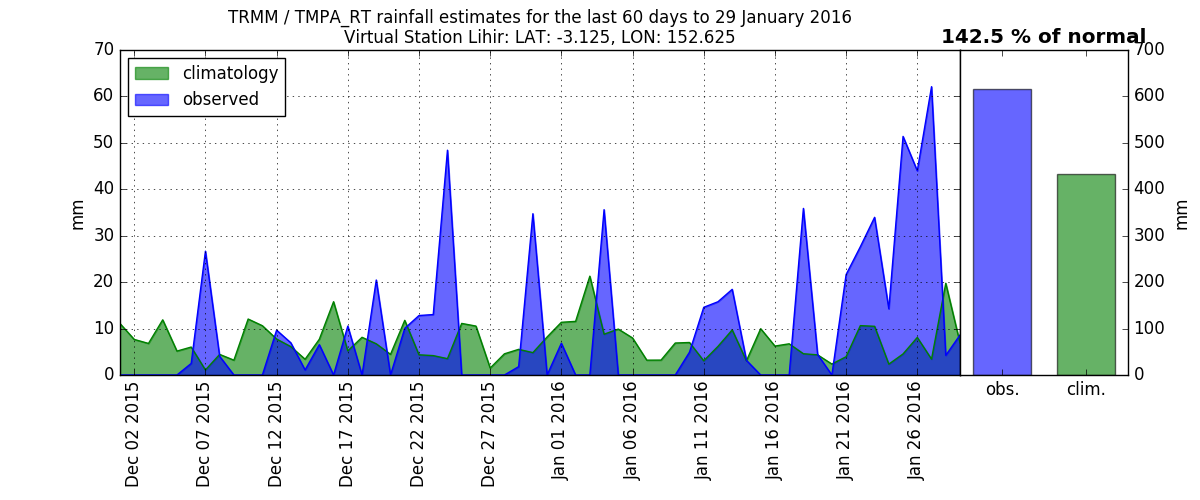 TRMM / TMPA_RT rainfall estimates for the last 60 days to 29 January 2016
Virtual Station Lihir: LAT: -3.125, LON: 152.625
142.5 % of normal
climatology
observed
mm
70
60
50
40
30
20
10
0
Dec 02 2015
Dec 07 2015
Dec 12 2015
Dec 17 2015
Dec 22 2015
Dec 27 2015
Jan 01 2016
Jan 06 2016
Jan 11 2016
Jan 16 2016
Jan 21 2016
Jan 26 2016
obs.
clim.
700
600
500
400
300
200
100
0
mm